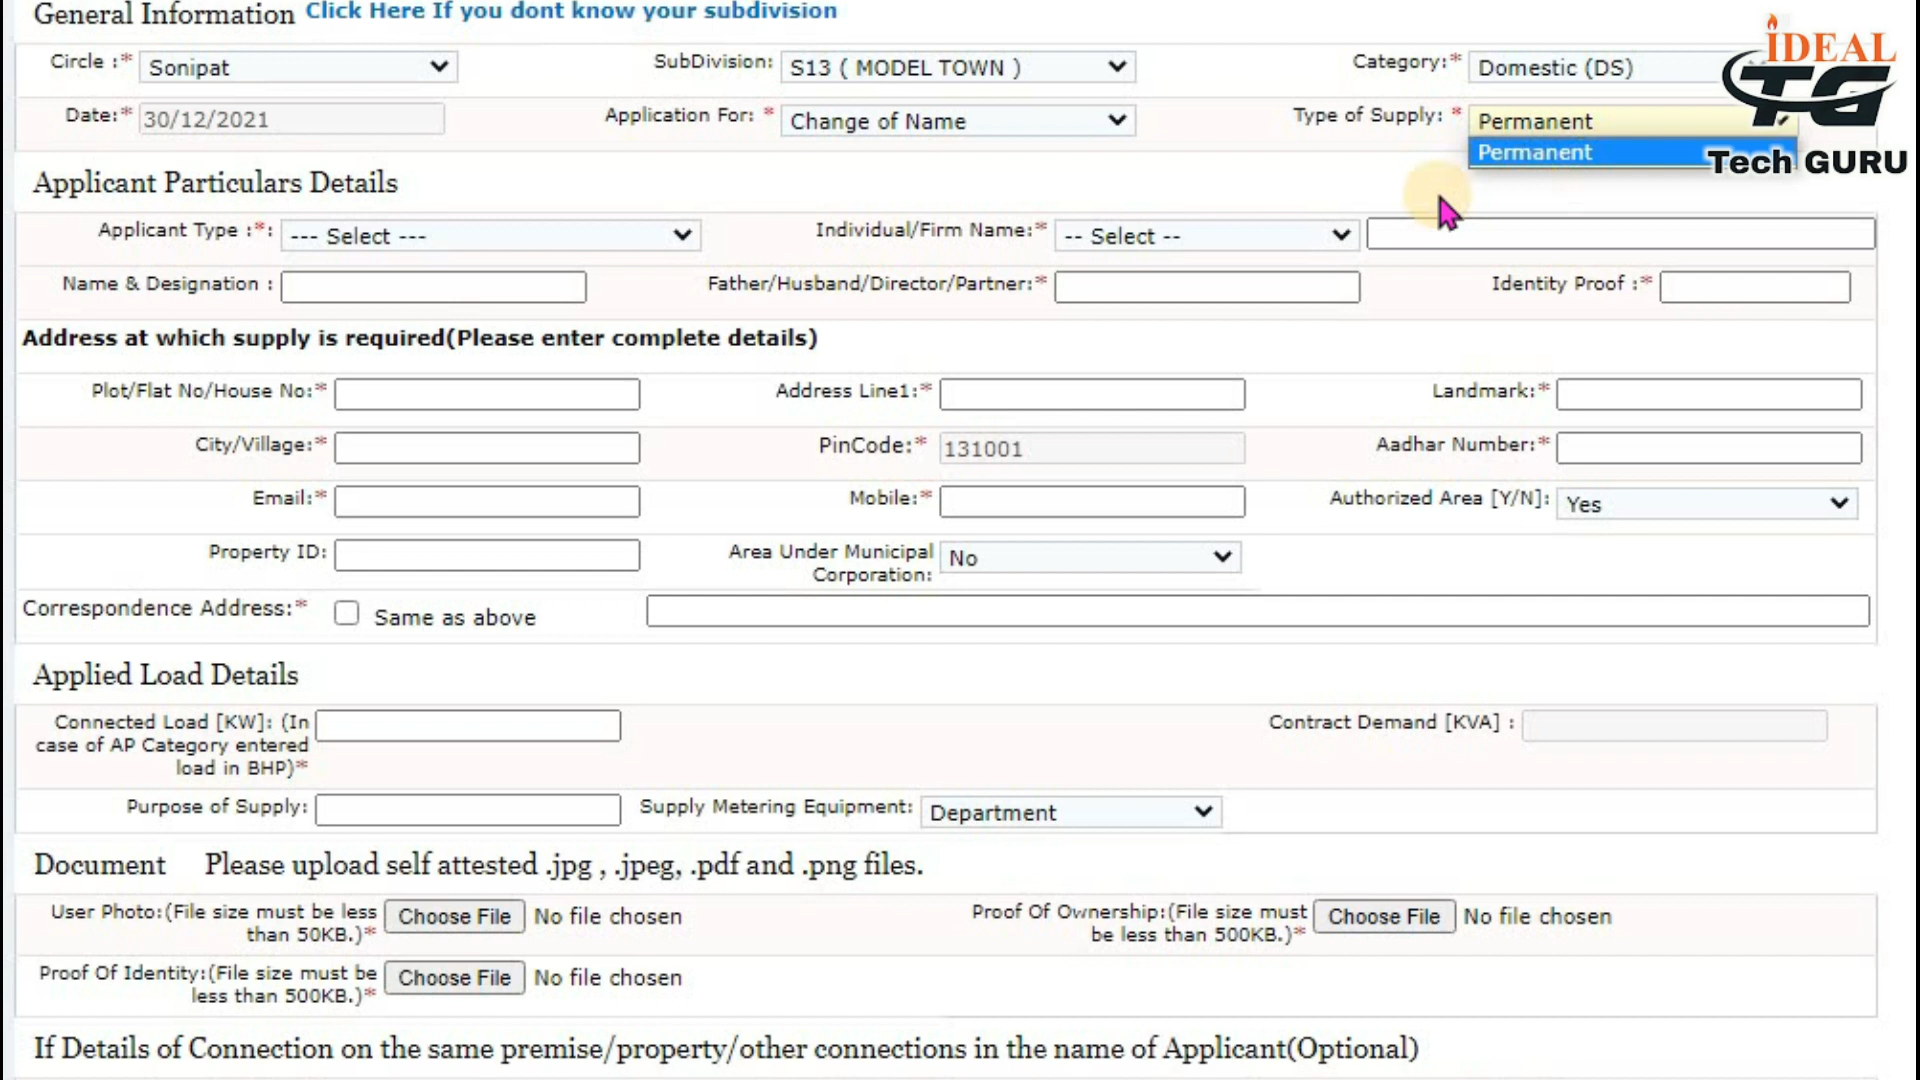 General Information Click Here If you dont know your subdivision
Circle :* Sonipat SubDivision: S13 ( MODEL TOWN ) Category:* Domestic (DS)
Date:* 30/12/2021 Application For: * Change of Name Type of Supply: * Permanent
Permanent
IDEAL
TG
Tech GURU
Applicant Particulars Details
Applicant Type :*: --- Select --- Individual/Firm Name:* -- Select --
Name & Designation : Father/Husband/Director/Partner:* Identity Proof :*
Address at which supply is required(Please enter complete details)
Plot/Flat No/House No:* Address Line1:* Landmark:*
City/Village:* PinCode:* 131001 Aadhar Number:*
Email:* Mobile:* Authorized Area [Y/N]: Yes
Property ID: Area Under Municipal No
Corporation:
Correspondence Address:* Same as above
Applied Load Details
Connected Load [KW]: (In Contract Demand [KVA] :
case of AP Category entered
load in BHP)*
Purpose of Supply: Supply Metering Equipment: Department
Document Please upload self attested .jpg , .jpeg, .pdf and .png files.
User Photo:(File size must be less Choose File No file chosen Proof Of Ownership:(File size must Choose File No file chosen
than 50KB.)* be less than 500KB.)*
Proof Of Identity:(File size must be Choose File No file chosen
less than 500KB.)*
If Details of Connection on the same premise/property/other connections in the name of Applicant(Optional)